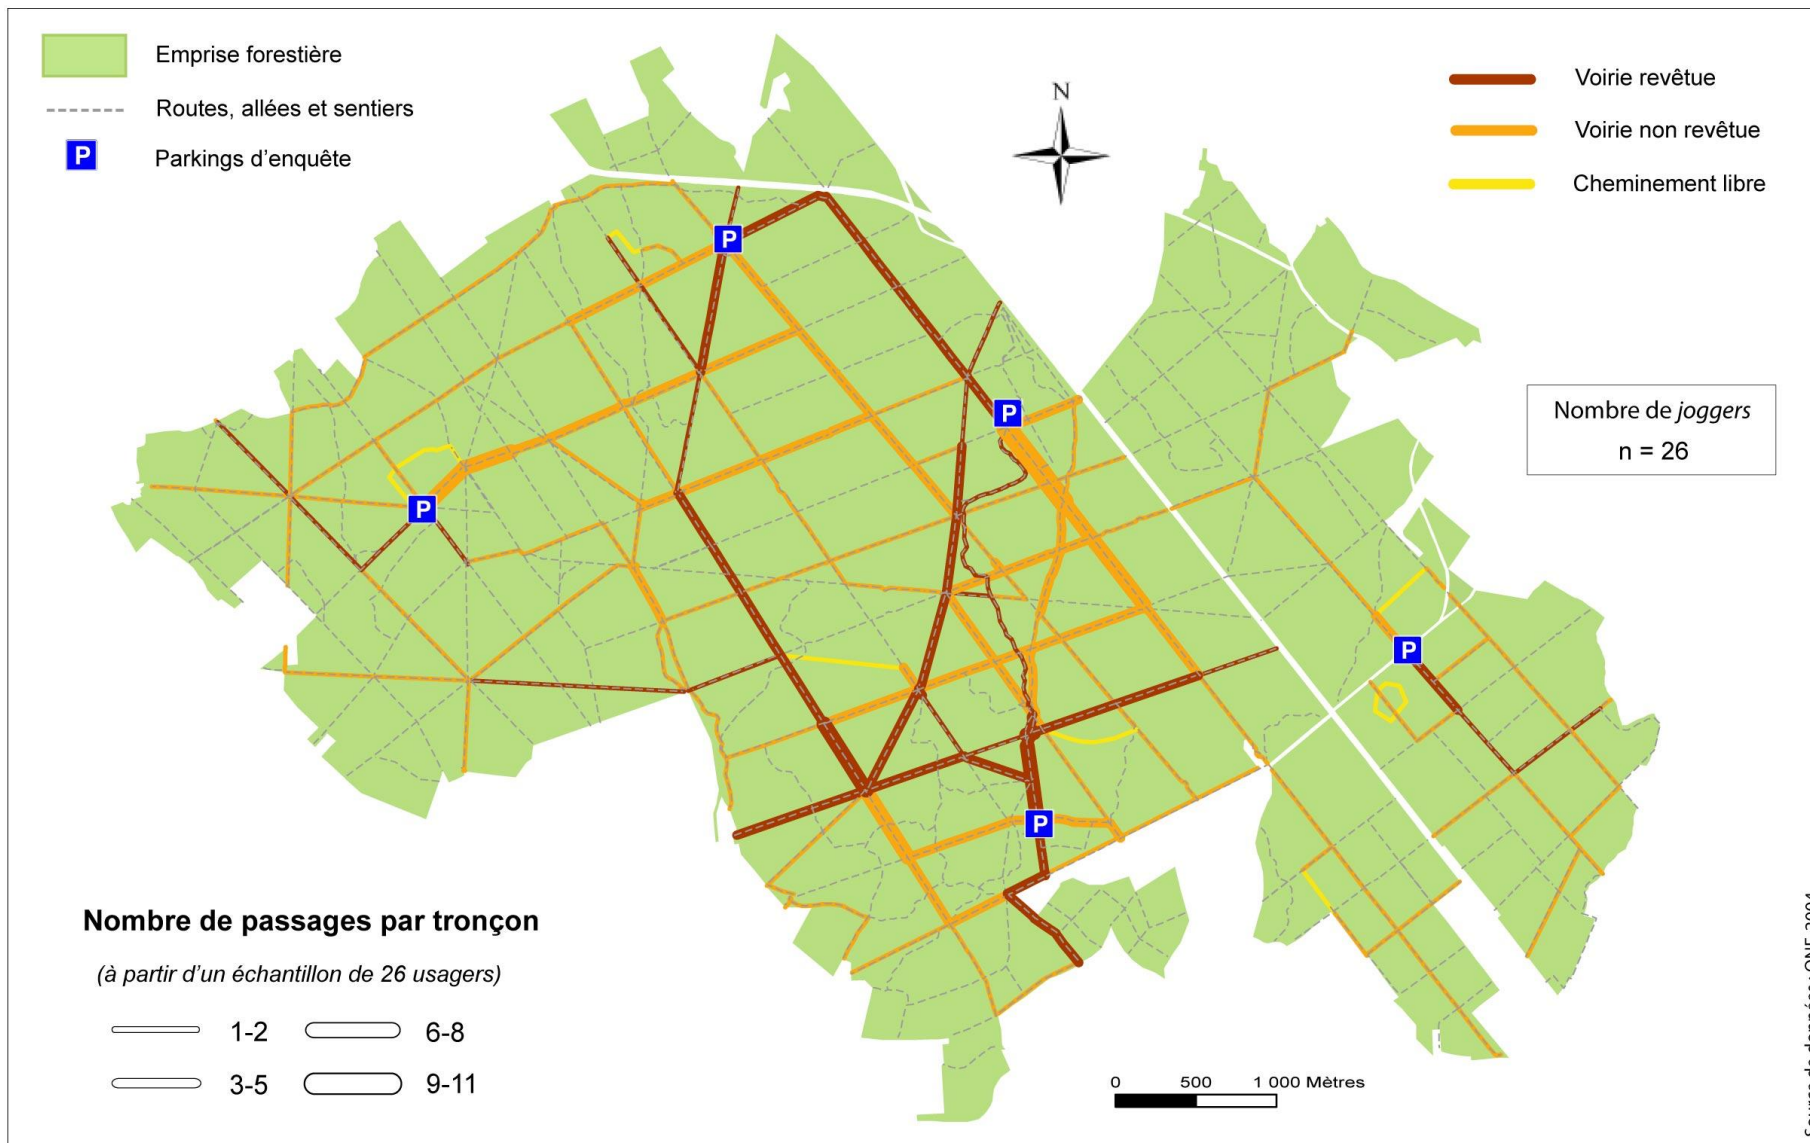 Emprise forestière
Routes, allées et sentiers
P
Parkings d'enquête
N
Voirie revêtue
Voirie non revêtue
Cheminement libre
P
P
P
P
P
Nombre de joggers
n = 26
Nombre de passages par tronçon
(à partir d'un échantillon de 26 usagers)
1-2
6-8
3-5
9-11
0 500 1 000 Mètres